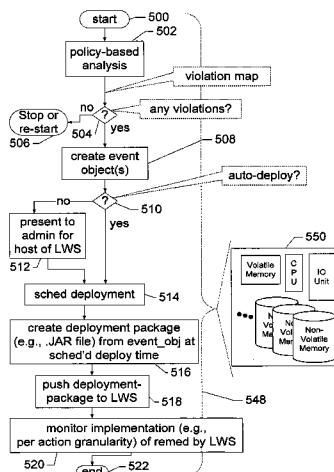 start
500
502
policy-based
analysis
violation map
no
?
any violations?
Stop or
re-start
504
yes
506
508
create event
object(s)
auto-deploy?
no
?
510
present to
admin for
host of LWS
yes
512
550
Volatile
Memory
C
P
U
IO
Unit
sched deployment
514
Non-
Volatile
Memory
create deployment package
(e.g., .JAR file) from event_obj at
sched'd deploy time
516
push deployment-
package to LWS
518
548
monitor implementation (e.g.,
per action granularity) of remed by LWS
520
522
end